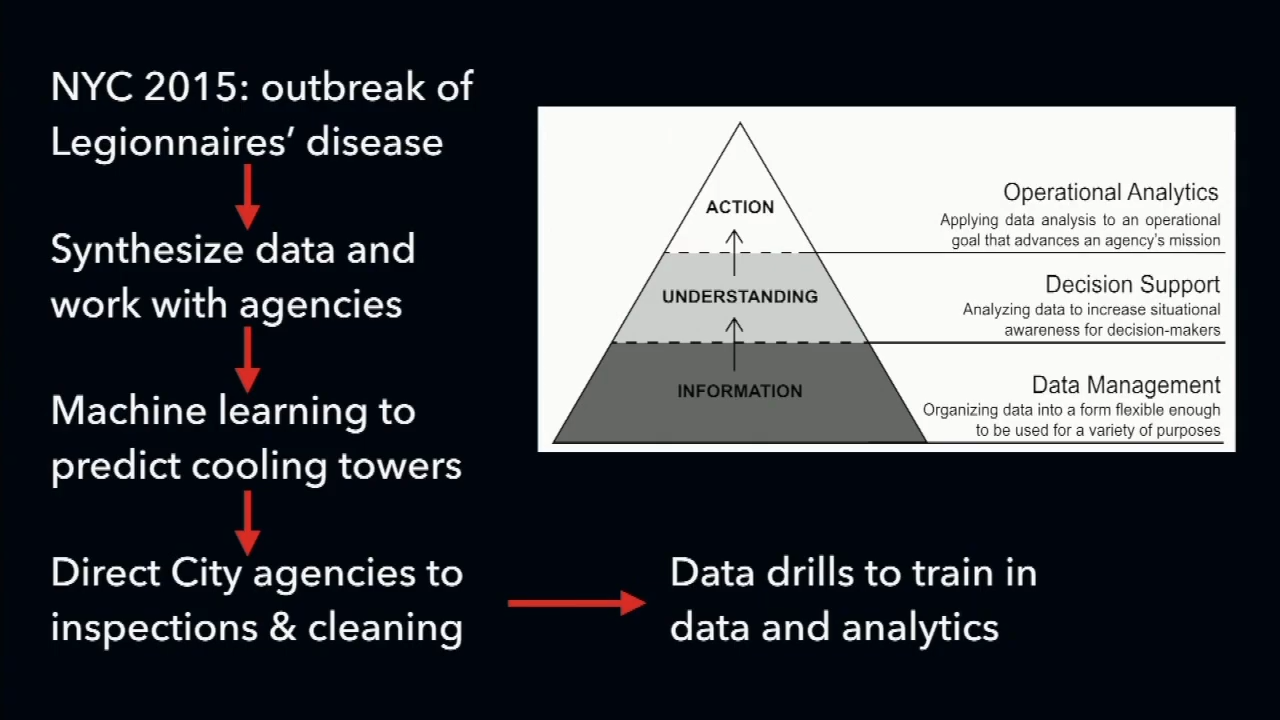 NYC 2015: outbreak of
Legionnaires’ disease
Synthesize data and
work with agencies
Machine learning to
predict cooling towers
Direct City agencies to
inspections & cleaning
Data drills to train in
data and analytics
ACTION
UNDERSTANDING
INFORMATION
Operational Analytics
Applying data analysis to an operational
goal that advances an agency’s mission
Decision Support
Analyzing data to increase situational
awareness for decision-makers
Data Management
Organizing data into a form flexible enough
to be used for a variety of purposes